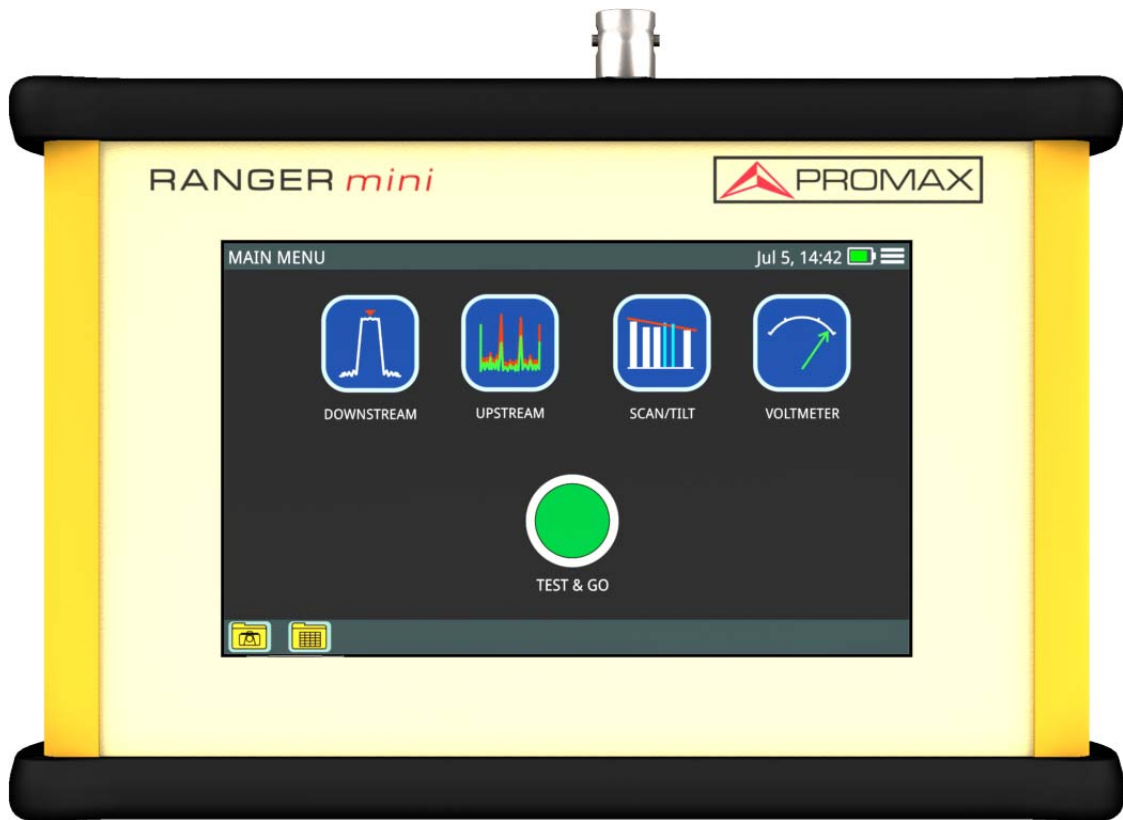 RANGER mini
PROMAX
MAIN MENU
Jul 5, 14:42
DOWNSTREAM
UPSTREAM
SCAN/TILT
VOLTMETER
TEST & GO